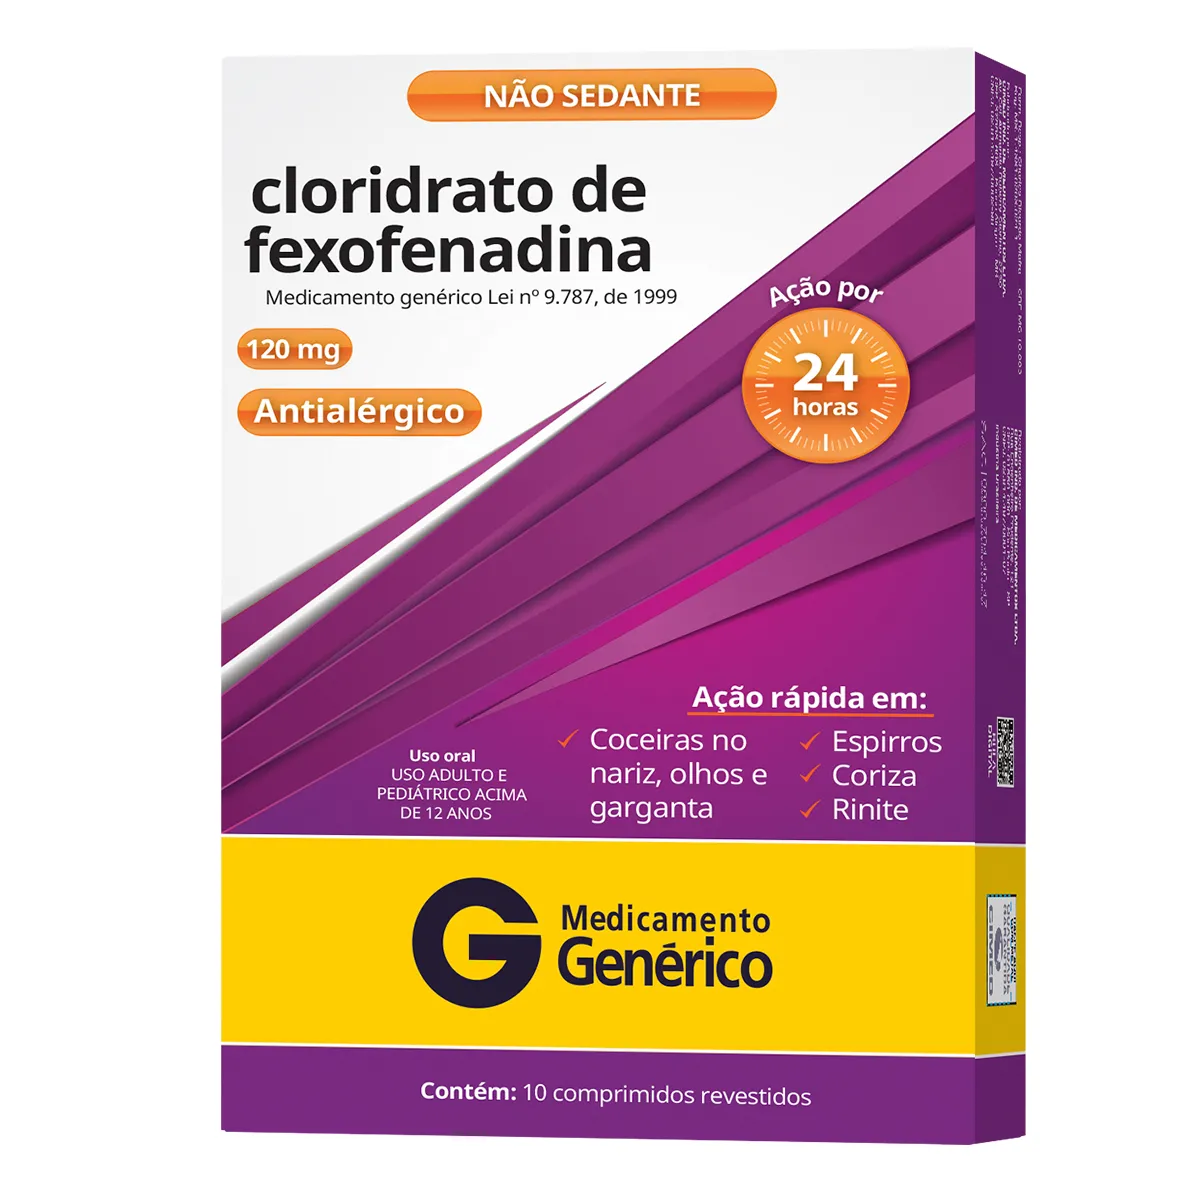 NÃO SEDANTE
cloridrato de
fexofenadina
Medicamento genérico Lei nº 9.787, de 1999
120 mg
Antialérgico
Ação por
24
horas
Ação rápida em:
Coceiras no
nariz, olhos e
garganta
Espirros
Coriza
Rinite
Uso oral
USO ADULTO E
PEDIÁTRICO ACIMA
DE 12 ANOS
G
Medicamento
Genérico
Contém: 10 comprimidos revestidos
DIGITAL
CIMED